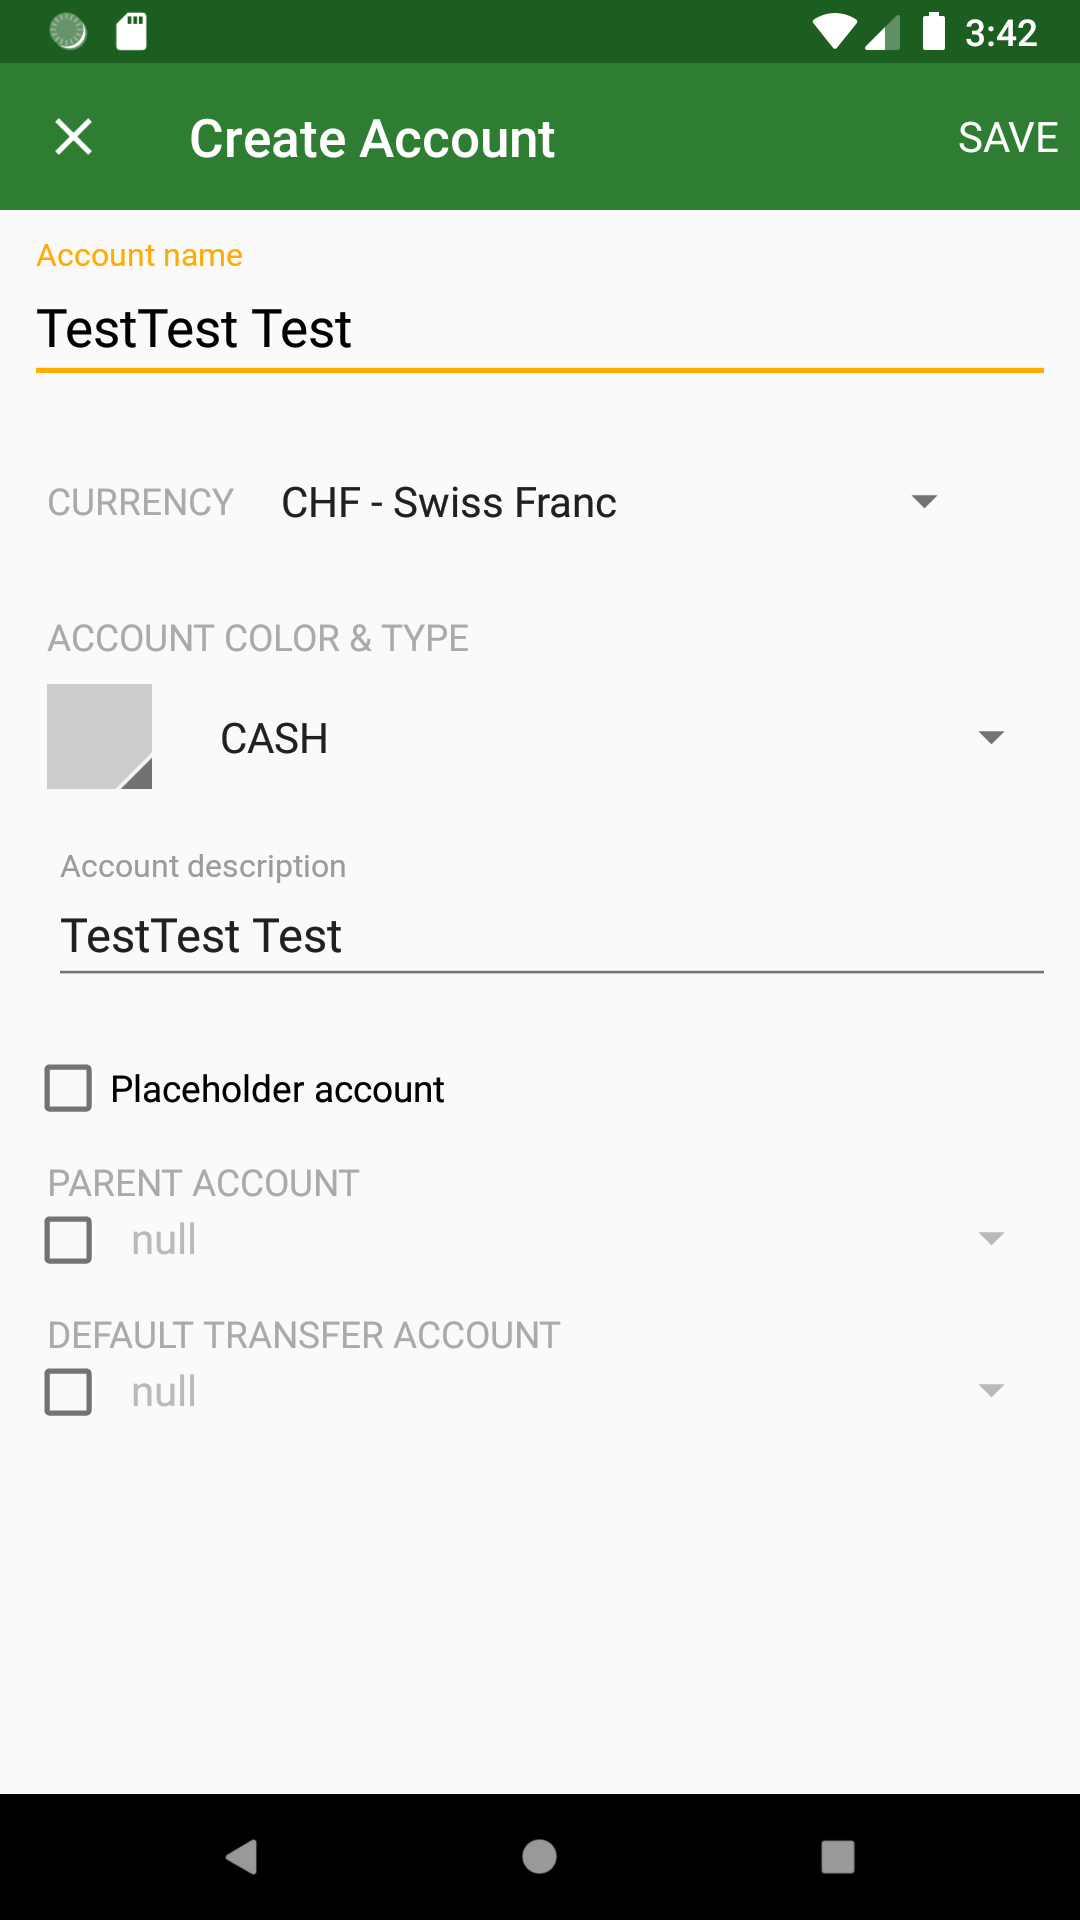 3:42
Create Account
SAVE
Account name
TestTest Test
CURRENCY
CHF - Swiss Franc
ACCOUNT COLOR & TYPE
CASH
Account description
TestTest Test
Placeholder account
PARENT ACCOUNT
null
DEFAULT TRANSFER ACCOUNT
null